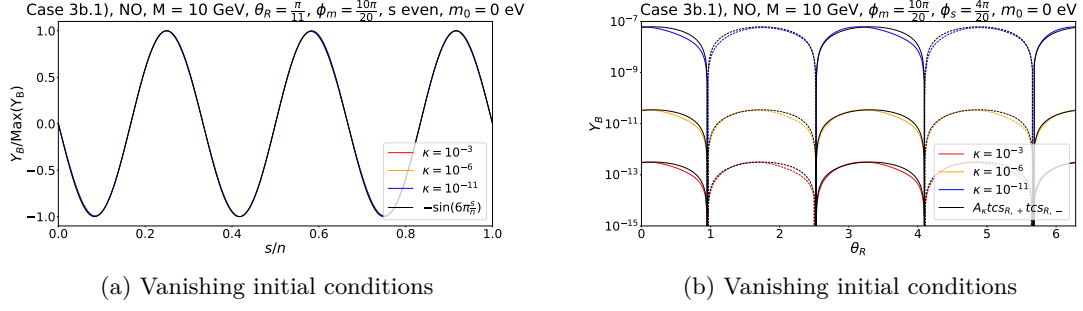 Case 3b.1), NO, M = 10 GeV, θ_R = π/11, ϕ_m = 10π/20, s even, m_0 = 0 eV
Y_B/Max(Y_B)
1.0
0.5
0.0
−0.5
−1.0
κ = 10^{-3}
κ = 10^{-6}
κ = 10^{-11}
−sin(6π s/n)
0.0 0.2 0.4 0.6 0.8 1.0
s/n
(a) Vanishing initial conditions
Case 3b.1), NO, M = 10 GeV, ϕ_m = 10π/20, ϕ_s = 4π/20, m_0 = 0 eV
Y_B
10^{-7}
10^{-9}
10^{-11}
10^{-13}
10^{-15}
κ = 10^{-3}
κ = 10^{-6}
κ = 10^{-11}
A_κ tcs_{R, +} tcs_{R, −}
0 1 2 3 4 5 6
θ_R
(b) Vanishing initial conditions